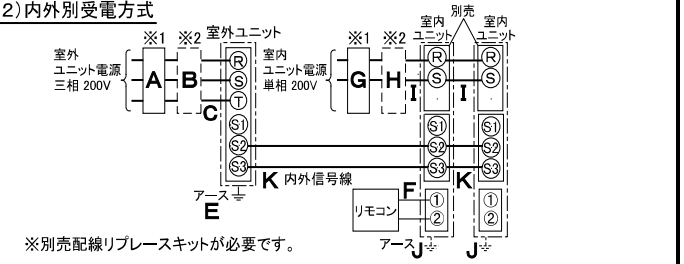 2)内外別受電方式
別売
※1 ※2 室外ユニット
※1 ※2 室内ユニット 室内ユニット
室外
ユニット電源
三相 200V
A
B
C
R
S
T
S1
S2
S3
室内
ユニット電源
単相 200V
G
H
I
I
R
S
R
S
S1
S2
S3
S1
S2
S3
K 内外信号線
K
アース
E
F
リモコン
①
②
①
②
アース J
J
※別売配線リプレースキットが必要です。